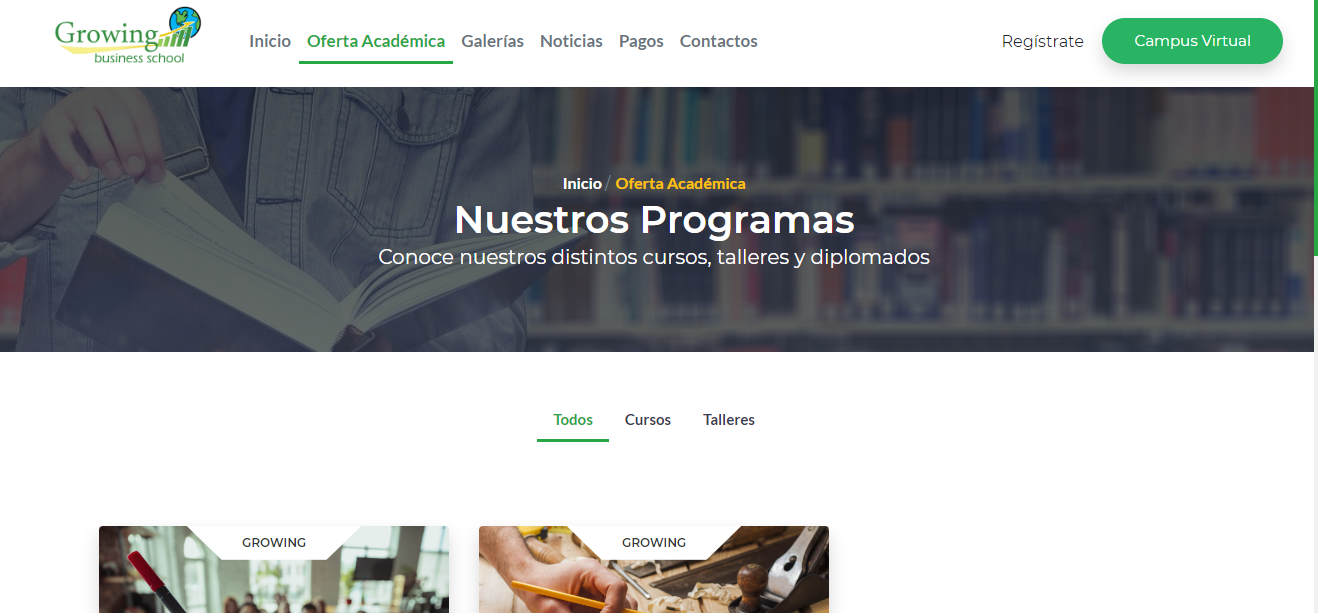 Growing
business school
Inicio Oferta Académica Galerías Noticias Pagos Contactos Regístrate Campus Virtual
Inicio / Oferta Académica
Nuestros Programas
Conoce nuestros distintos cursos, talleres y diplomados
Todos Cursos Talleres
GROWING GROWING